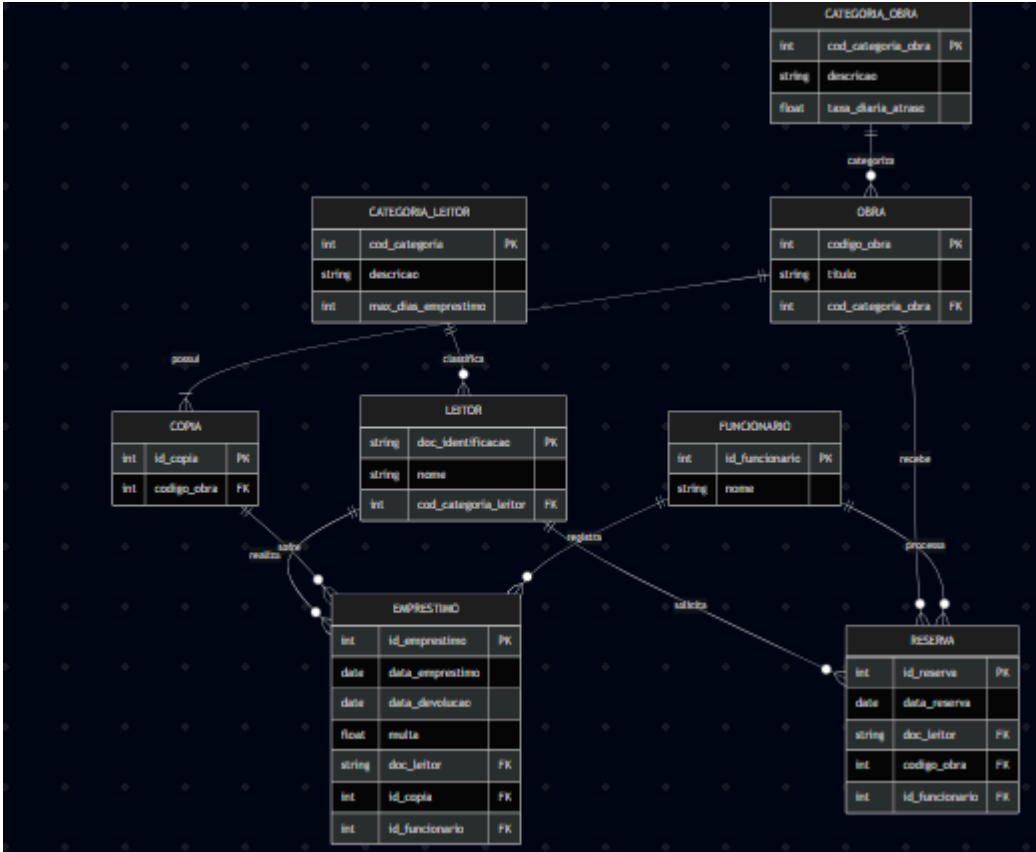 CATEGORIA_OBRA
int cod_categoria_obra PK
string descricao
float taxa_diaria_atraso
categoriza
CATEGORIA_LEITOR
int cod_categoria PK
string descricao
int max_dias_emprestimo
OBRA
int codigo_obra PK
string titulo
int cod_categoria_obra FK
possui
classifica
COPIA
int id_copia PK
int codigo_obra FK
LEITOR
string doc_identificacao PK
string nome
int cod_categoria_leitor FK
FUNCIONARIO
int id_funcionario PK
string nome
recebe
realiza
sofre
registra
processa
solicita
EMPRESTIMO
int id_emprestimo PK
date data_emprestimo
date data_devolucao
float multa
string doc_leitor FK
int id_copia FK
int id_funcionario FK
RESERVA
int id_reserva PK
date data_reserva
string doc_leitor FK
int codigo_obra FK
int id_funcionario FK